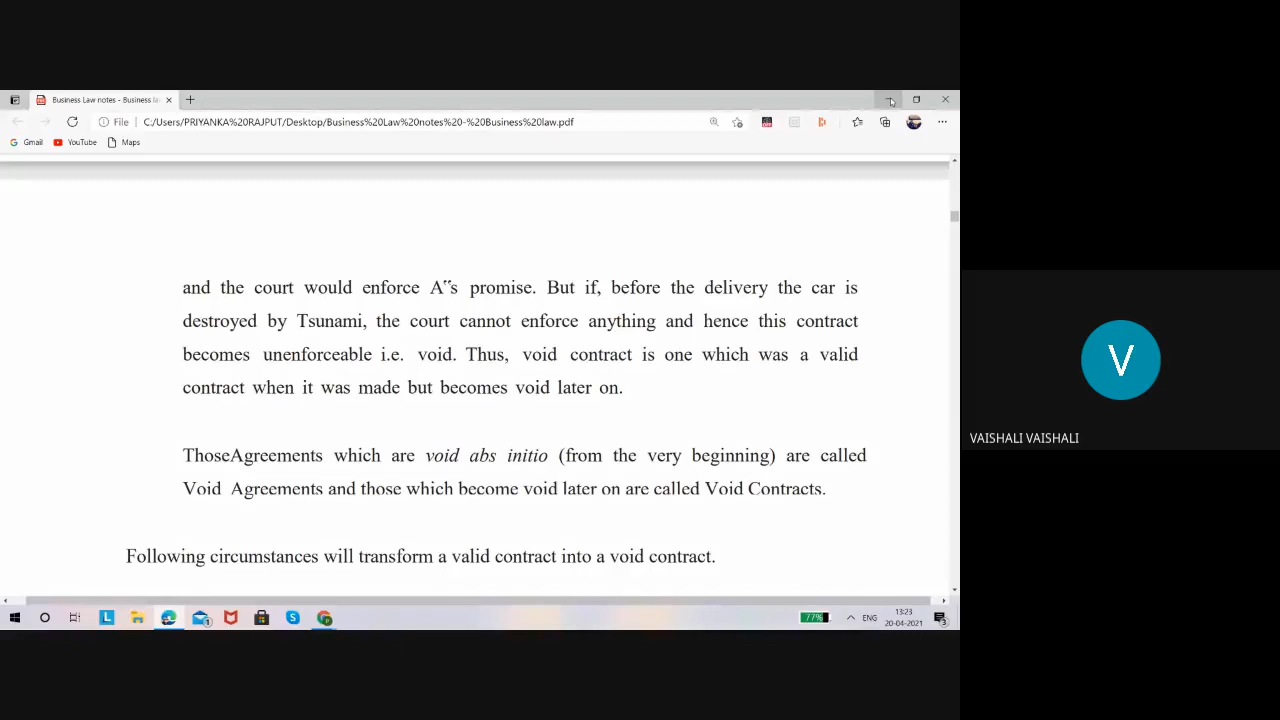 Business Law notes - Business la
File
C:/Users/PRIYANKA%20RAJPUT/Desktop/Business%20Law%20notes%20-%20Business%20law.pdf
Gmail YouTube Maps
and the court would enforce A‟s promise. But if, before the delivery the car is
destroyed by Tsunami, the court cannot enforce anything and hence this contract
becomes unenforceable i.e. void. Thus, void contract is one which was a valid
contract when it was made but becomes void later on.
ThoseAgreements which are void abs initio (from the very beginning) are called
Void Agreements and those which become void later on are called Void Contracts.
Following circumstances will transform a valid contract into a void contract.
V
VAISHALI VAISHALI
77% ENG 13:23
20-04-2021